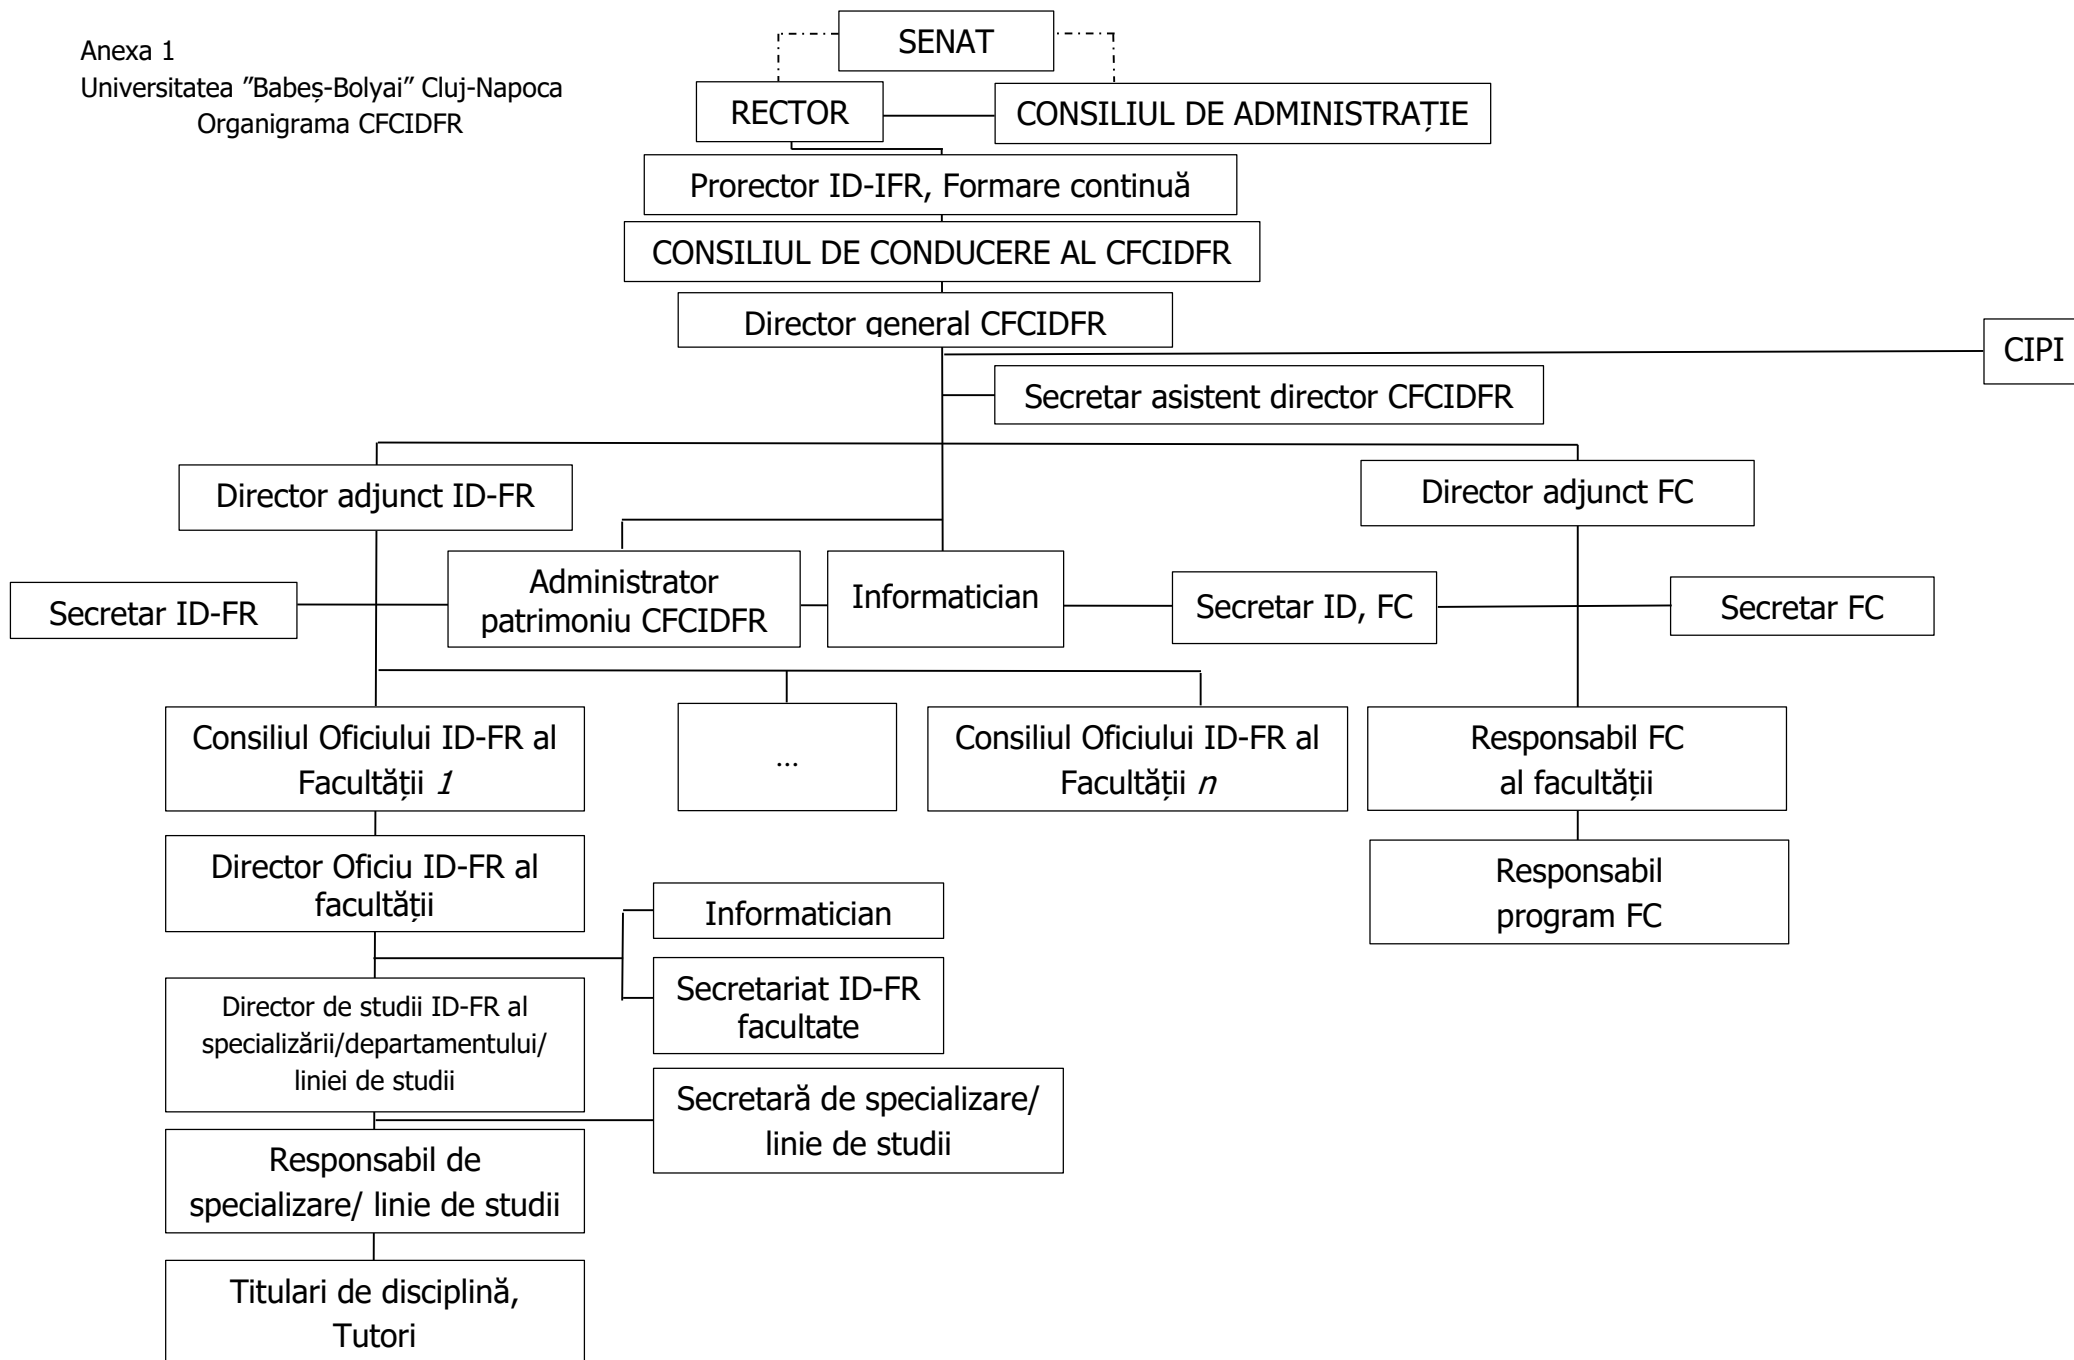 Anexa 1
Universitatea ”Babeș-Bolyai” Cluj-Napoca
Organigrama CFCIDFR
SENAT
RECTOR
CONSILIUL DE ADMINISTRAȚIE
Prorector ID-IFR, Formare continuă
CONSILIUL DE CONDUCERE AL CFCIDFR
Director general CFCIDFR
CIPI
Secretar asistent director CFCIDFR
Director adjunct ID-FR
Director adjunct FC
Secretar ID-FR
Administrator
patrimoniu CFCIDFR
Informatician
Secretar ID, FC
Secretar FC
Consiliul Oficiului ID-FR al
Facultății 1
...
Consiliul Oficiului ID-FR al
Facultății n
Responsabil FC
al facultății
Director Oficiu ID-FR al
facultății
Responsabil
program FC
Informatician
Secretariat ID-FR
facultate
Director de studii ID-FR al
specializării/departamentului/
liniei de studii
Secretară de specializare/
linie de studii
Responsabil de
specializare/ linie de studii
Titulari de disciplină,
Tutori